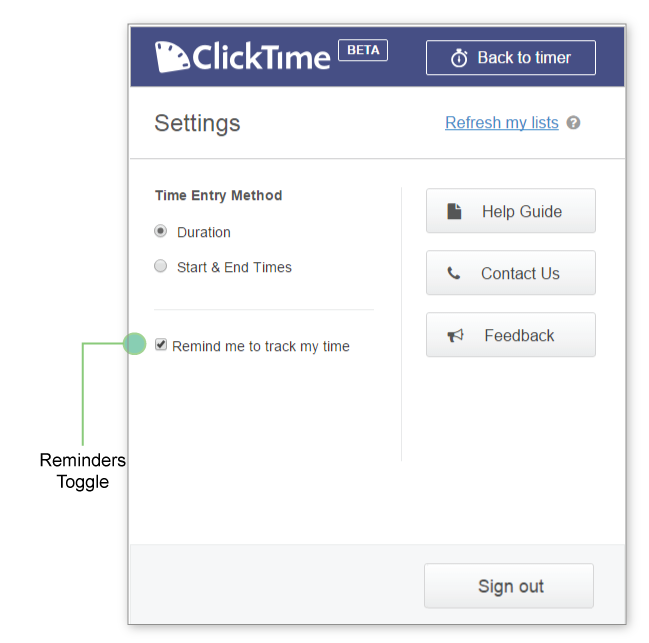 ClickTime BETA
Back to timer
Settings
Refresh my lists ?
Time Entry Method
Duration
Start & End Times
Remind me to track my time
Help Guide
Contact Us
Feedback
Reminders
Toggle
Sign out